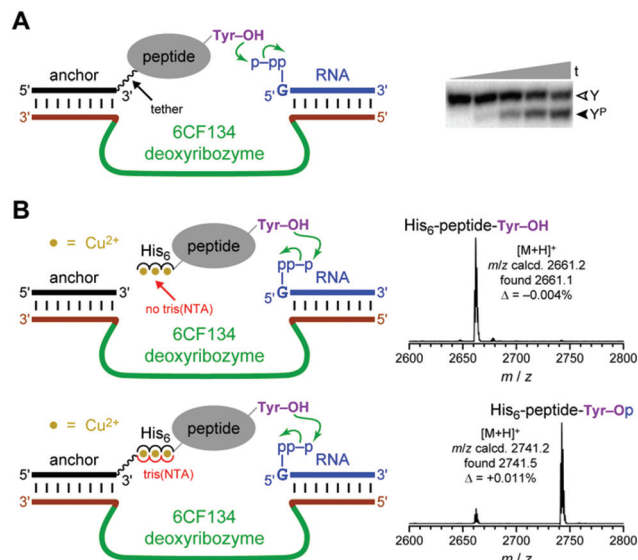 A
peptide
Tyr–OH
p–pp
anchor
RNA
5'
3'
G
5'
3'
tether
3'
5'
6CF134
deoxyribozyme
t
Y
Yᴾ
B
= Cu²⁺
His₆
peptide
Tyr–OH
pp–p
anchor
RNA
5'
3'
G
5'
3'
no tris(NTA)
3'
5'
6CF134
deoxyribozyme
His₆-peptide-Tyr–OH
[M+H]⁺
m/z calcd. 2661.2
found 2661.1
Δ = –0.004%
2600 2650 2700 2750 2800
m / z
= Cu²⁺
His₆
peptide
Tyr–OH
pp–p
anchor
RNA
tris(NTA)
5'
3'
G
5'
3'
3'
5'
6CF134
deoxyribozyme
His₆-peptide-Tyr–Op
[M+H]⁺
m/z calcd. 2741.2
found 2741.5
Δ = +0.011%
2600 2650 2700 2750 2800
m / z